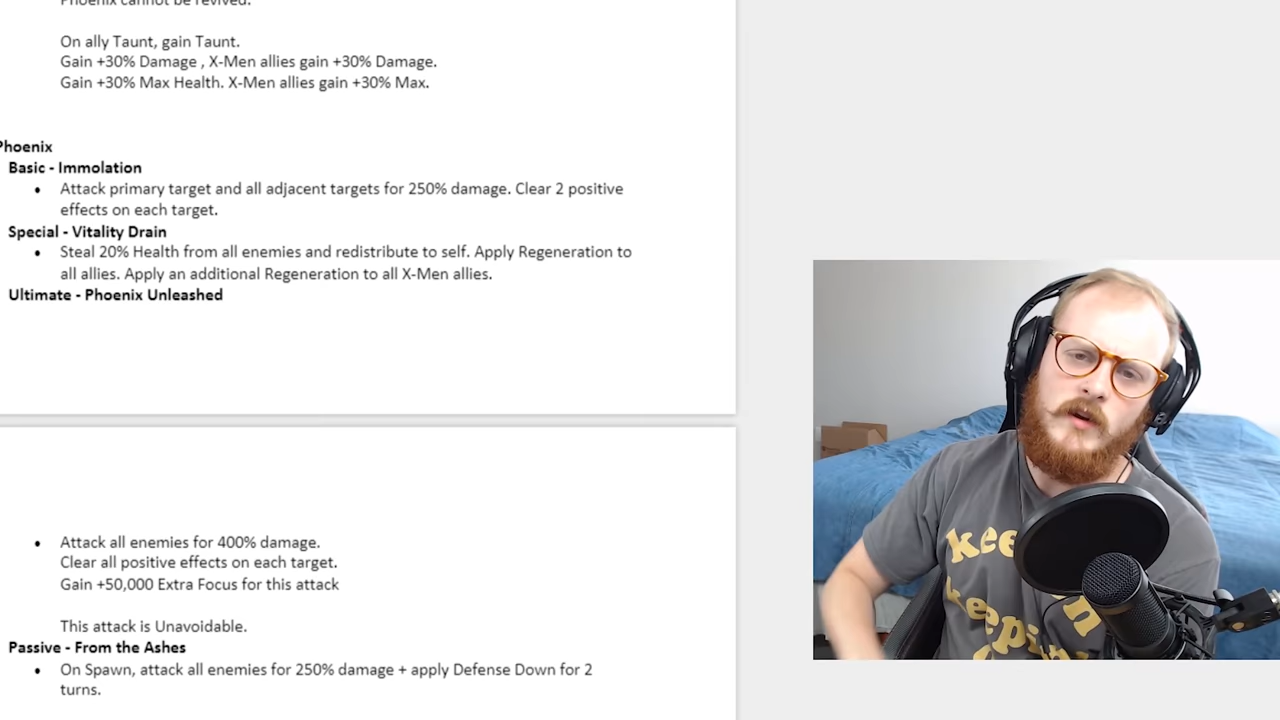 Phoenix cannot be revived.
On ally Taunt, gain Taunt.
Gain +30% Damage , X-Men allies gain +30% Damage.
Gain +30% Max Health. X-Men allies gain +30% Max.
Phoenix
Basic - Immolation
• Attack primary target and all adjacent targets for 250% damage. Clear 2 positive
effects on each target.
Special - Vitality Drain
• Steal 20% Health from all enemies and redistribute to self. Apply Regeneration to
all allies. Apply an additional Regeneration to all X-Men allies.
Ultimate - Phoenix Unleashed
• Attack all enemies for 400% damage.
Clear all positive effects on each target.
Gain +50,000 Extra Focus for this attack
This attack is Unavoidable.
Passive - From the Ashes
• On Spawn, attack all enemies for 250% damage + apply Defense Down for 2
turns.